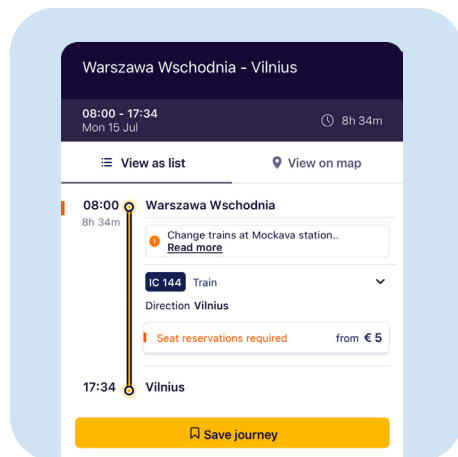 Warszawa Wschodnia - Vilnius
08:00 - 17:34
Mon 15 Jul
8h 34m
View as list
View on map
08:00
Warszawa Wschodnia
8h 34m
Change trains at Mockava station..
Read more
IC 144 Train
Direction Vilnius
Seat reservations required from € 5
17:34 Vilnius
Save journey